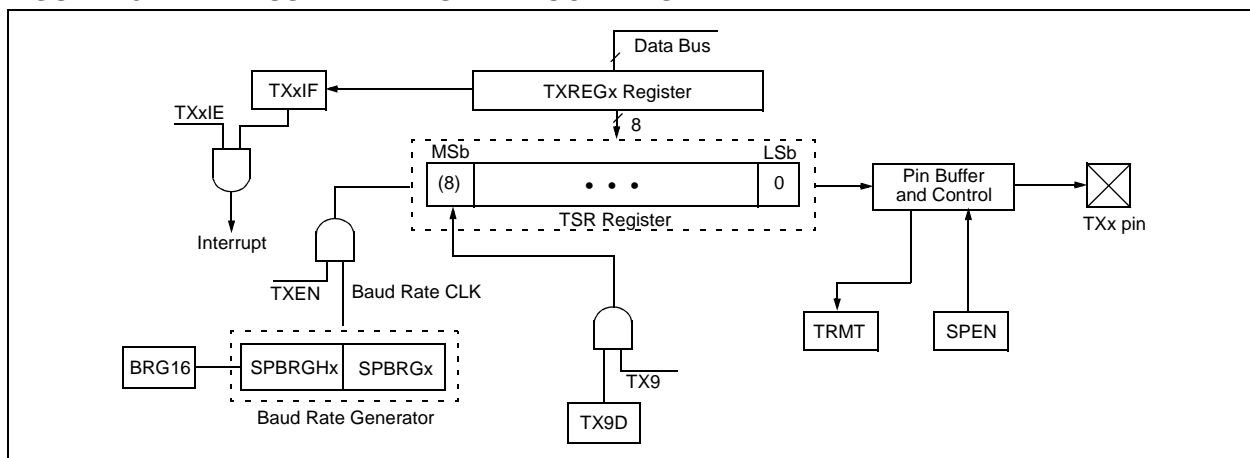 Data Bus
TXREGx Register
TXxIF
TXxIE
8
MSb
LSb
(8)
• • •
0
TSR Register
Pin Buffer
and Control
TXx pin
Interrupt
TXEN
Baud Rate CLK
TRMT
SPEN
BRG16
SPBRGHx
SPBRGx
TX9
Baud Rate Generator
TX9D